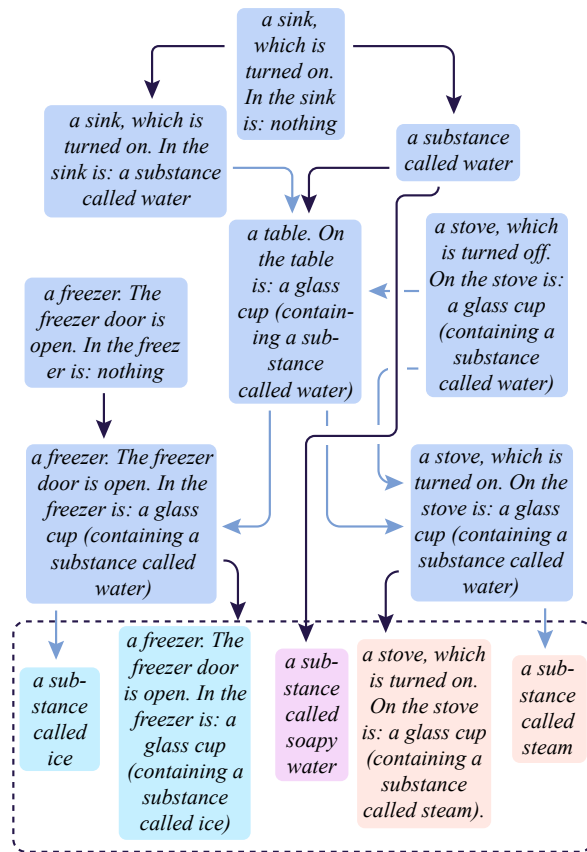 a sink,
which is
turned on.
In the sink
is: nothing
a sink, which is
turned on. In the
sink is: a substance
called water
a substance
called water
a table. On
the table
is: a glass
cup (contain-
ing a sub-
stance
called water)
a stove, which
is turned off.
On the stove is:
a glass cup
(containing a
substance
called water)
a freezer. The
freezer door is
open. In the freez
er is: nothing
a freezer. The freezer
door is open. In the
freezer is: a glass
cup (containing a
substance called
water)
a stove, which is
turned on. On the
stove is: a glass
cup (containing a
substance called
water)
a sub-
stance
called
ice
a freezer. The
freezer door
is open. In the
freezer is: a
glass cup
(containing a
substance
called ice)
a sub-
stance
called
soapy
water
a stove, which
is turned on.
On the stove
is: a glass cup
(containing a
substance
called steam).
a sub-
stance
called
steam